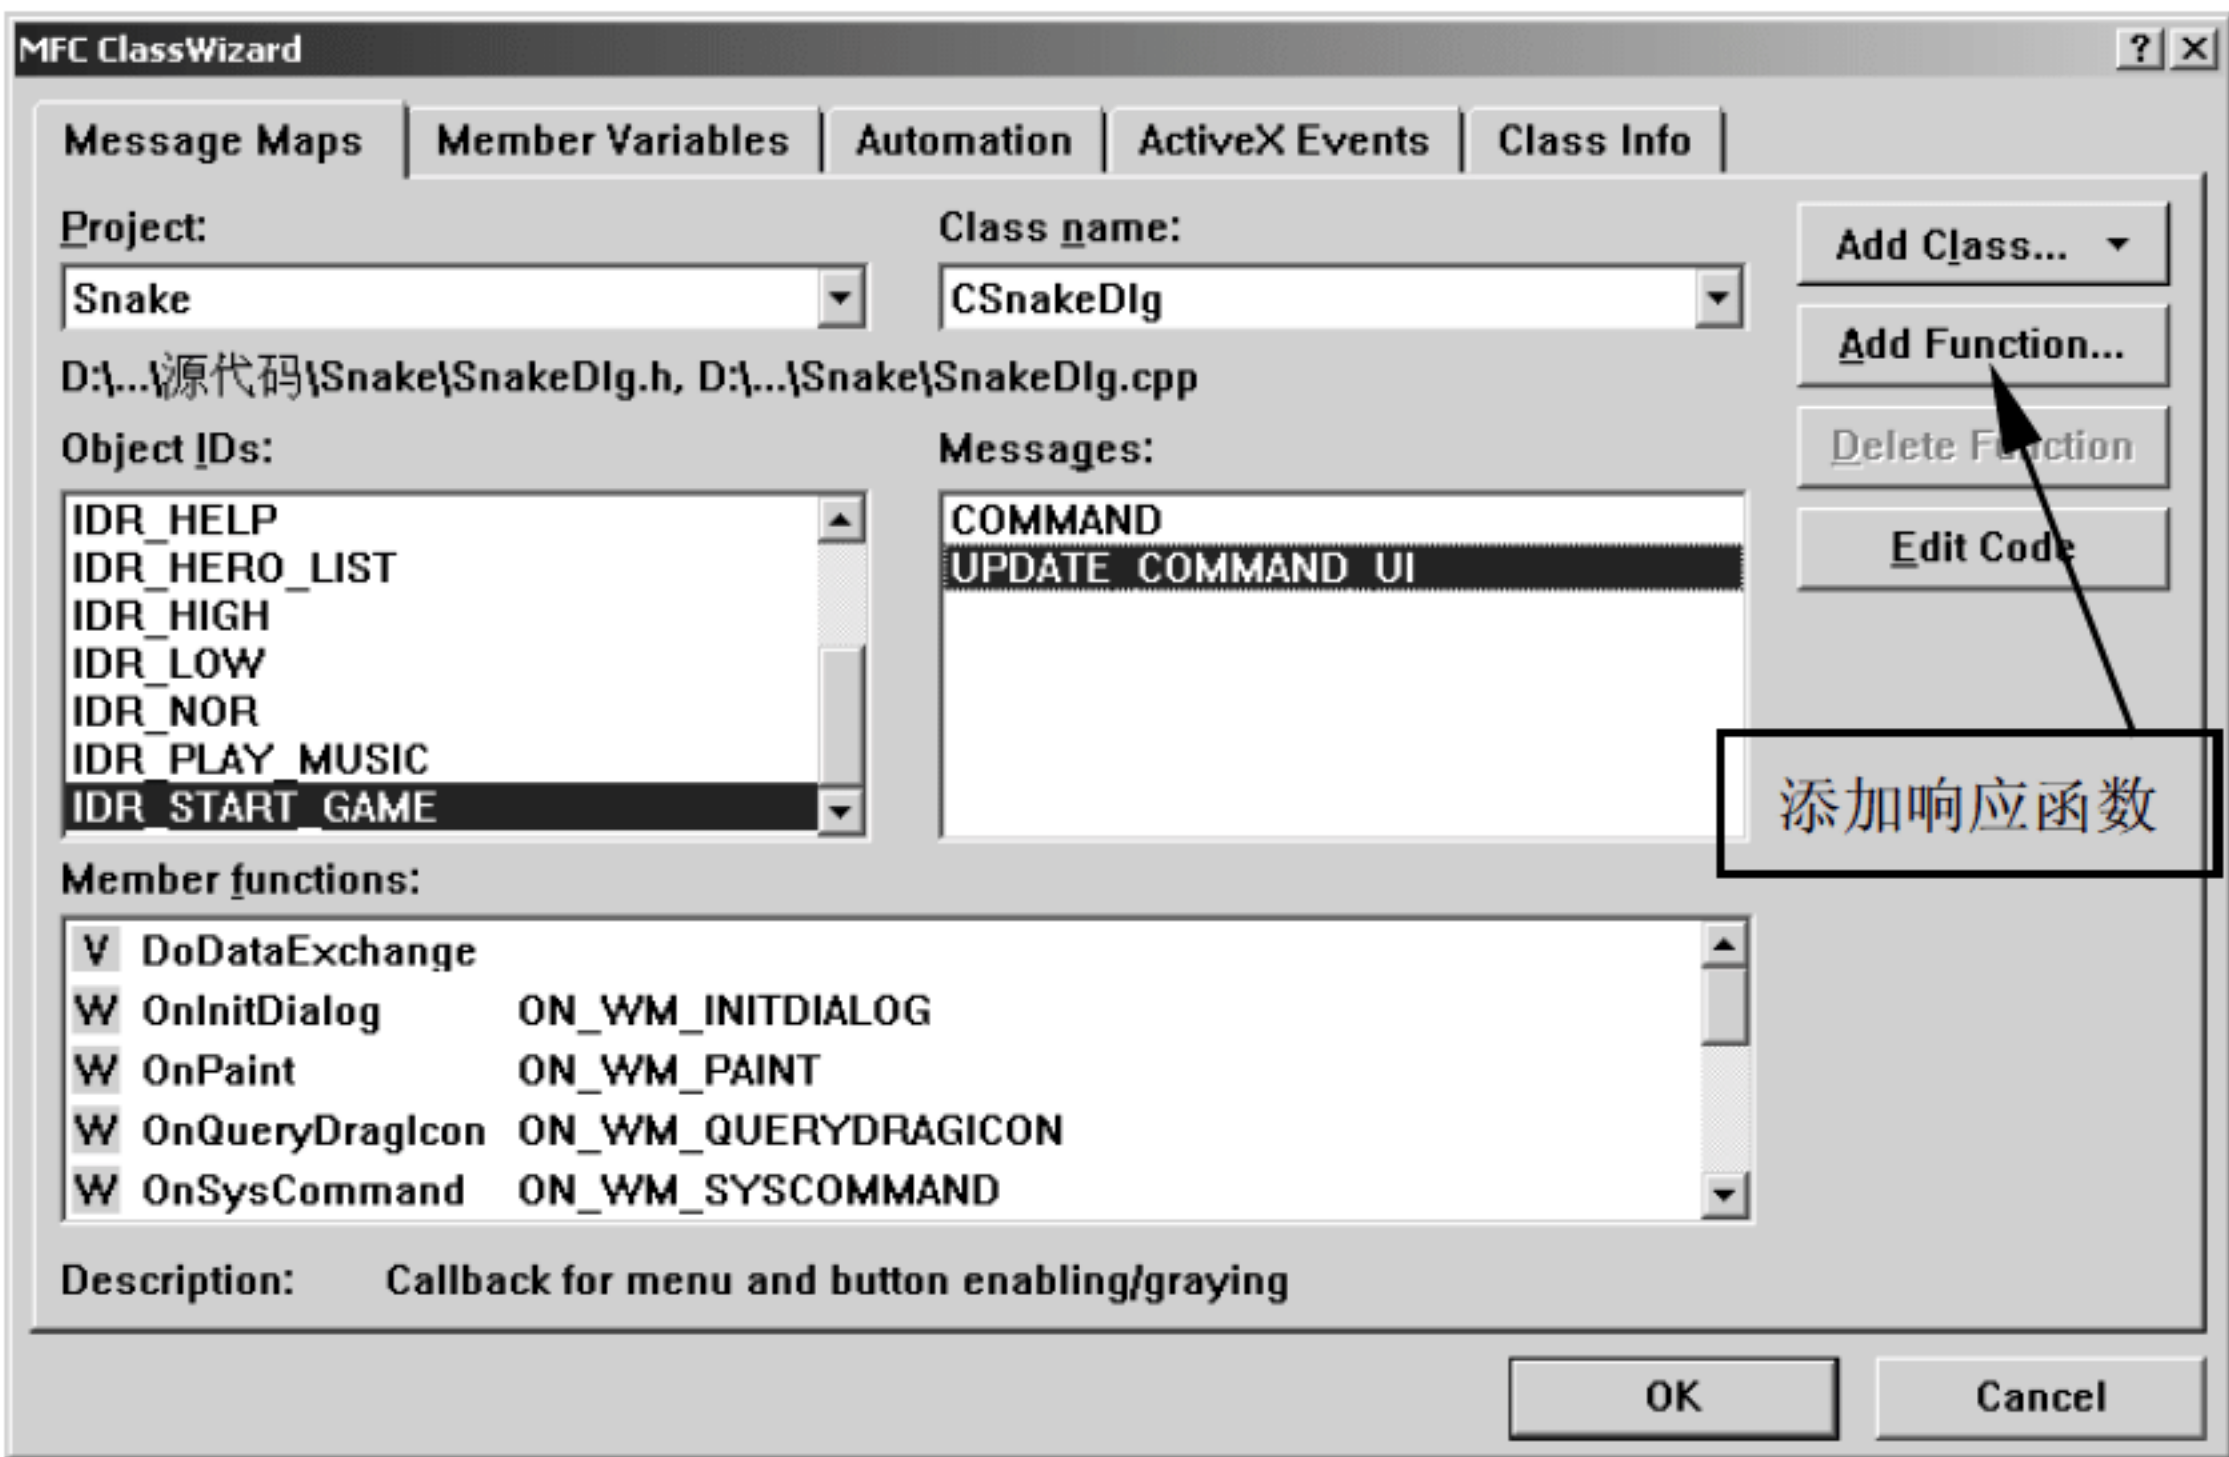 MFC ClassWizard
Message Maps Member Variables Automation ActiveX Events Class Info
Project: Class name:
Snake CSnakeDlg
Add Class...
Add Function...
D:\...\源代码\Snake\SnakeDlg.h, D:\...\Snake\SnakeDlg.cpp
Delete Function
Edit Code
Object IDs: Messages:
IDR_HELP COMMAND
IDR_HERO_LIST UPDATE_COMMAND_UI
IDR_HIGH
IDR_LOW
IDR_NOR
IDR_PLAY_MUSIC
IDR_START_GAME
添加响应函数
Member functions:
V DoDataExchange
W OnInitDialog ON_WM_INITDIALOG
W OnPaint ON_WM_PAINT
W OnQueryDragIcon ON_WM_QUERYDRAGICON
W OnSysCommand ON_WM_SYSCOMMAND
Description: Callback for menu and button enabling/graying
OK Cancel